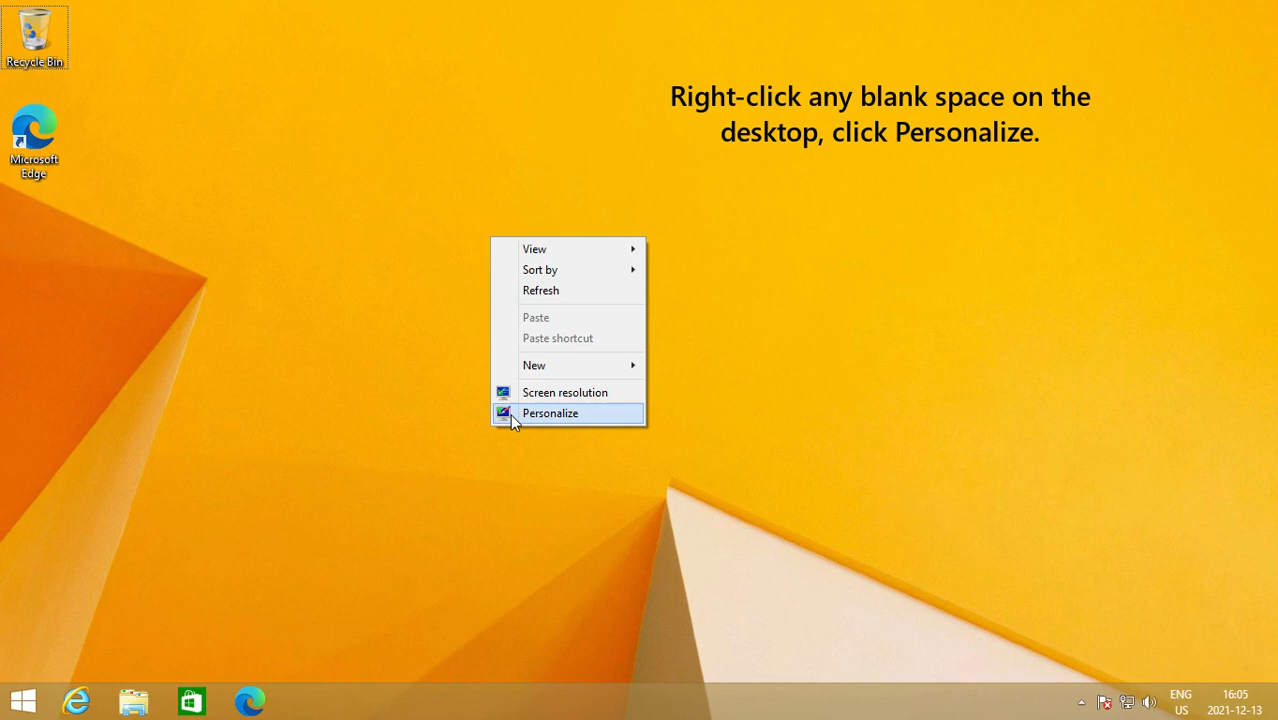 Recycle Bin
Right-click any blank space on the
desktop, click Personalize.
Microsoft
Edge
View
Sort by
Refresh
Paste
Paste shortcut
New
Screen resolution
Personalize
ENG
US
16:05
2021-12-13